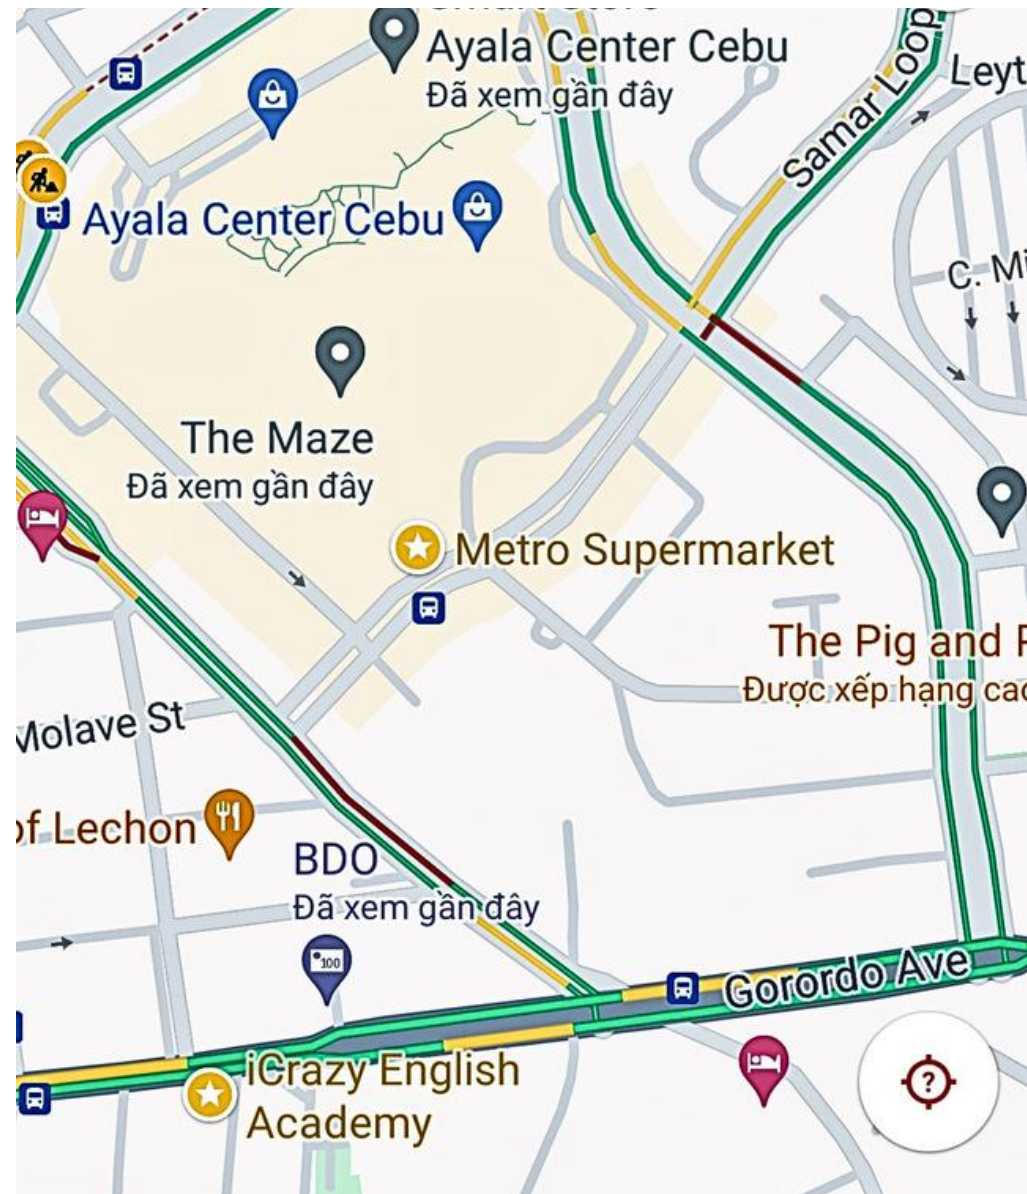 Ayala Center Cebu
Đã xem gần đây
Samar Loop
Ayala Center Cebu
C.
The Maze
Đã xem gần đây
Metro Supermarket
The Pig and
Được xếp hạng
Molave St
of Lechon
BDO
Đã xem gần đây
100
Gorordo Ave
iCrazy English
Academy
?